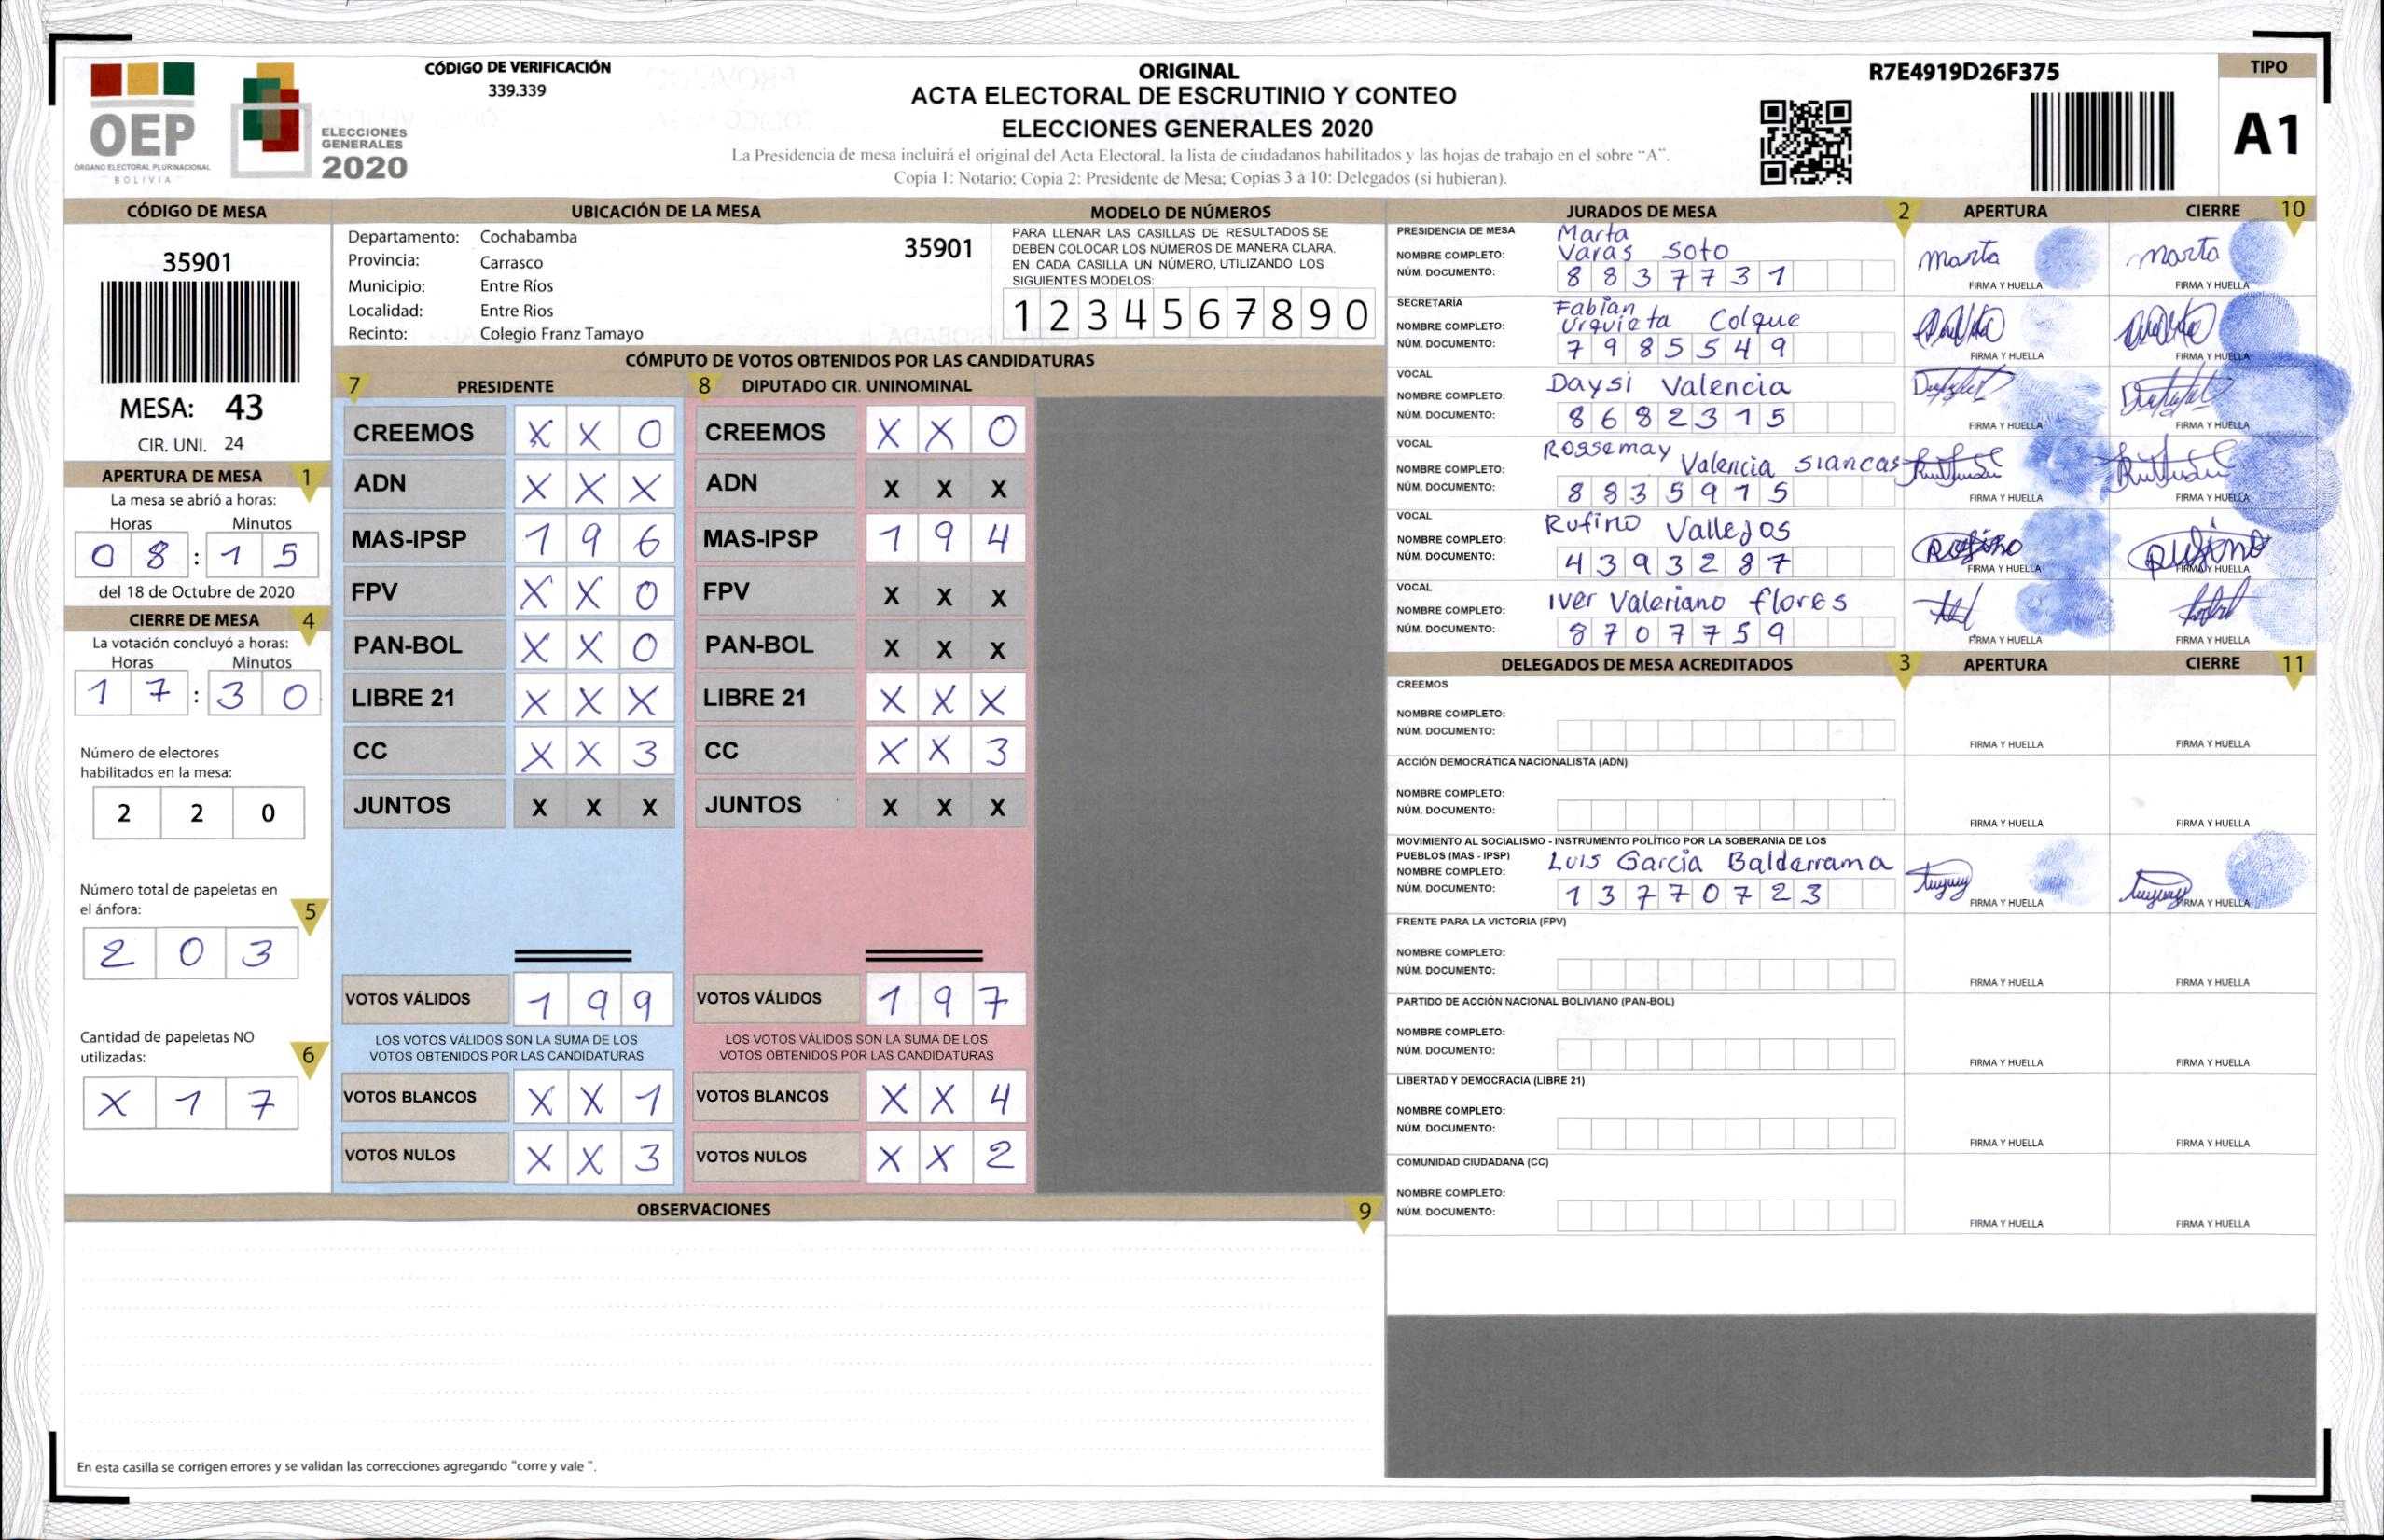 CÓDIGO DE VERIFICACIÓN
339.339
OEP
ÓRGANO ELECTORAL PLURINACIONAL
BOLIVIA
ELECCIONES
GENERALES
2020
ORIGINAL
ACTA ELECTORAL DE ESCRUTINIO Y CONTEO
ELECCIONES GENERALES 2020
La Presidencia de mesa incluirá el original del Acta Electoral, la lista de ciudadanos habilitados y las hojas de trabajo en el sobre "A".
Copia 1: Notario; Copia 2: Presidente de Mesa; Copias 3 a 10: Delegados (si hubieran).
R7E4919D26F375
TIPO
A1
CÓDIGO DE MESA
35901
MESA: 43
CIR. UNI. 24
APERTURA DE MESA 1
La mesa se abrió a horas:
Horas Minutos
08:15
del 18 de Octubre de 2020
CIERRE DE MESA 4
La votación concluyó a horas:
Horas Minutos
17:30
Número de electores
habilitados en la mesa:
2 2 0
Número total de papeletas en
el ánfora: 5
2 0 3
Cantidad de papeletas NO
utilizadas: 6
X 1 7
UBICACIÓN DE LA MESA
Departamento: Cochabamba
35901
Provincia: Carrasco
Municipio: Entre Ríos
Localidad: Entre Rios
Recinto: Colegio Franz Tamayo
MODELO DE NÚMEROS
PARA LLENAR LAS CASILLAS DE RESULTADOS SE
DEBEN COLOCAR LOS NÚMEROS DE MANERA CLARA.
EN CADA CASILLA UN NÚMERO, UTILIZANDO LOS
SIGUIENTES MODELOS:
1 2 3 4 5 6 7 8 9 0
CÓMPUTO DE VOTOS OBTENIDOS POR LAS CANDIDATURAS
7 PRESIDENTE
CREEMOS X X 0
ADN X X X
MAS-IPSP 1 9 6
FPV X X 0
PAN-BOL X X 0
LIBRE 21 X X X
CC X X 3
JUNTOS X X X
VOTOS VÁLIDOS 1 9 9
LOS VOTOS VÁLIDOS SON LA SUMA DE LOS
VOTOS OBTENIDOS POR LAS CANDIDATURAS
VOTOS BLANCOS X X 1
VOTOS NULOS X X 3
8 DIPUTADO CIR. UNINOMINAL
CREEMOS X X 0
ADN X X X
MAS-IPSP 1 9 4
FPV X X X
PAN-BOL X X X
LIBRE 21 X X X
CC X X 3
JUNTOS X X X
VOTOS VÁLIDOS 1 9 7
LOS VOTOS VÁLIDOS SON LA SUMA DE LOS
VOTOS OBTENIDOS POR LAS CANDIDATURAS
VOTOS BLANCOS X X 4
VOTOS NULOS X X 2
OBSERVACIONES 9
En esta casilla se corrigen errores y se validan las correcciones agregando "corre y vale ".
JURADOS DE MESA 2 APERTURA CIERRE 10
PRESIDENCIA DE MESA Marta
NOMBRE COMPLETO: Varas Soto marta marta
NÚM. DOCUMENTO: 8 8 3 7 7 3 1
FIRMA Y HUELLA FIRMA Y HUELLA
SECRETARÍA Fabian
NOMBRE COMPLETO: Urquieta Colque
NÚM. DOCUMENTO: 7 9 8 5 5 4 9
FIRMA Y HUELLA FIRMA Y HUELLA
VOCAL
NOMBRE COMPLETO: Daysi Valencia
NÚM. DOCUMENTO: 8 6 8 2 3 1 5
FIRMA Y HUELLA FIRMA Y HUELLA
VOCAL Rossemay
NOMBRE COMPLETO: Valencia Siancas
NÚM. DOCUMENTO: 8 8 3 5 9 1 5
FIRMA Y HUELLA FIRMA Y HUELLA
VOCAL
NOMBRE COMPLETO: Rufino Vallejos Rufino Rufino
NÚM. DOCUMENTO: 4 3 9 3 2 8 7
FIRMA Y HUELLA FIRMA Y HUELLA
VOCAL
NOMBRE COMPLETO: Iver Valeriano flores
NÚM. DOCUMENTO: 8 7 0 7 7 5 9
FIRMA Y HUELLA FIRMA Y HUELLA
DELEGADOS DE MESA ACREDITADOS 3 APERTURA CIERRE 11
CREEMOS
NOMBRE COMPLETO:
NÚM. DOCUMENTO:
FIRMA Y HUELLA FIRMA Y HUELLA
ACCIÓN DEMOCRÁTICA NACIONALISTA (ADN)
NOMBRE COMPLETO:
NÚM. DOCUMENTO:
FIRMA Y HUELLA FIRMA Y HUELLA
MOVIMIENTO AL SOCIALISMO - INSTRUMENTO POLÍTICO POR LA SOBERANIA DE LOS
PUEBLOS (MAS - IPSP)
NOMBRE COMPLETO: Luis Garcia Balderrama
NÚM. DOCUMENTO: 1 3 7 7 0 7 2 3
FIRMA Y HUELLA FIRMA Y HUELLA
FRENTE PARA LA VICTORIA (FPV)
NOMBRE COMPLETO:
NÚM. DOCUMENTO:
FIRMA Y HUELLA FIRMA Y HUELLA
PARTIDO DE ACCIÓN NACIONAL BOLIVIANO (PAN-BOL)
NOMBRE COMPLETO:
NÚM. DOCUMENTO:
FIRMA Y HUELLA FIRMA Y HUELLA
LIBERTAD Y DEMOCRACIA (LIBRE 21)
NOMBRE COMPLETO:
NÚM. DOCUMENTO:
FIRMA Y HUELLA FIRMA Y HUELLA
COMUNIDAD CIUDADANA (CC)
NOMBRE COMPLETO:
NÚM. DOCUMENTO:
FIRMA Y HUELLA FIRMA Y HUELLA